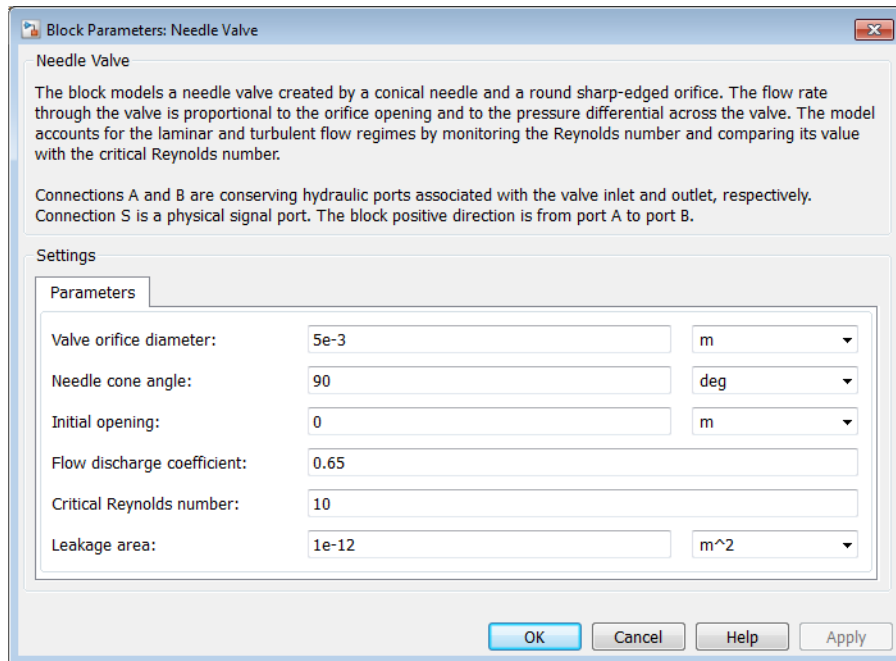 Block Parameters: Needle Valve
Needle Valve
The block models a needle valve created by a conical needle and a round sharp-edged orifice. The flow rate
through the valve is proportional to the orifice opening and to the pressure differential across the valve. The model
accounts for the laminar and turbulent flow regimes by monitoring the Reynolds number and comparing its value
with the critical Reynolds number.
Connections A and B are conserving hydraulic ports associated with the valve inlet and outlet, respectively.
Connection S is a physical signal port. The block positive direction is from port A to port B.
Settings
Parameters
Valve orifice diameter: 5e-3 m
Needle cone angle: 90 deg
Initial opening: 0 m
Flow discharge coefficient: 0.65
Critical Reynolds number: 10
Leakage area: 1e-12 m^2
OK Cancel Help Apply